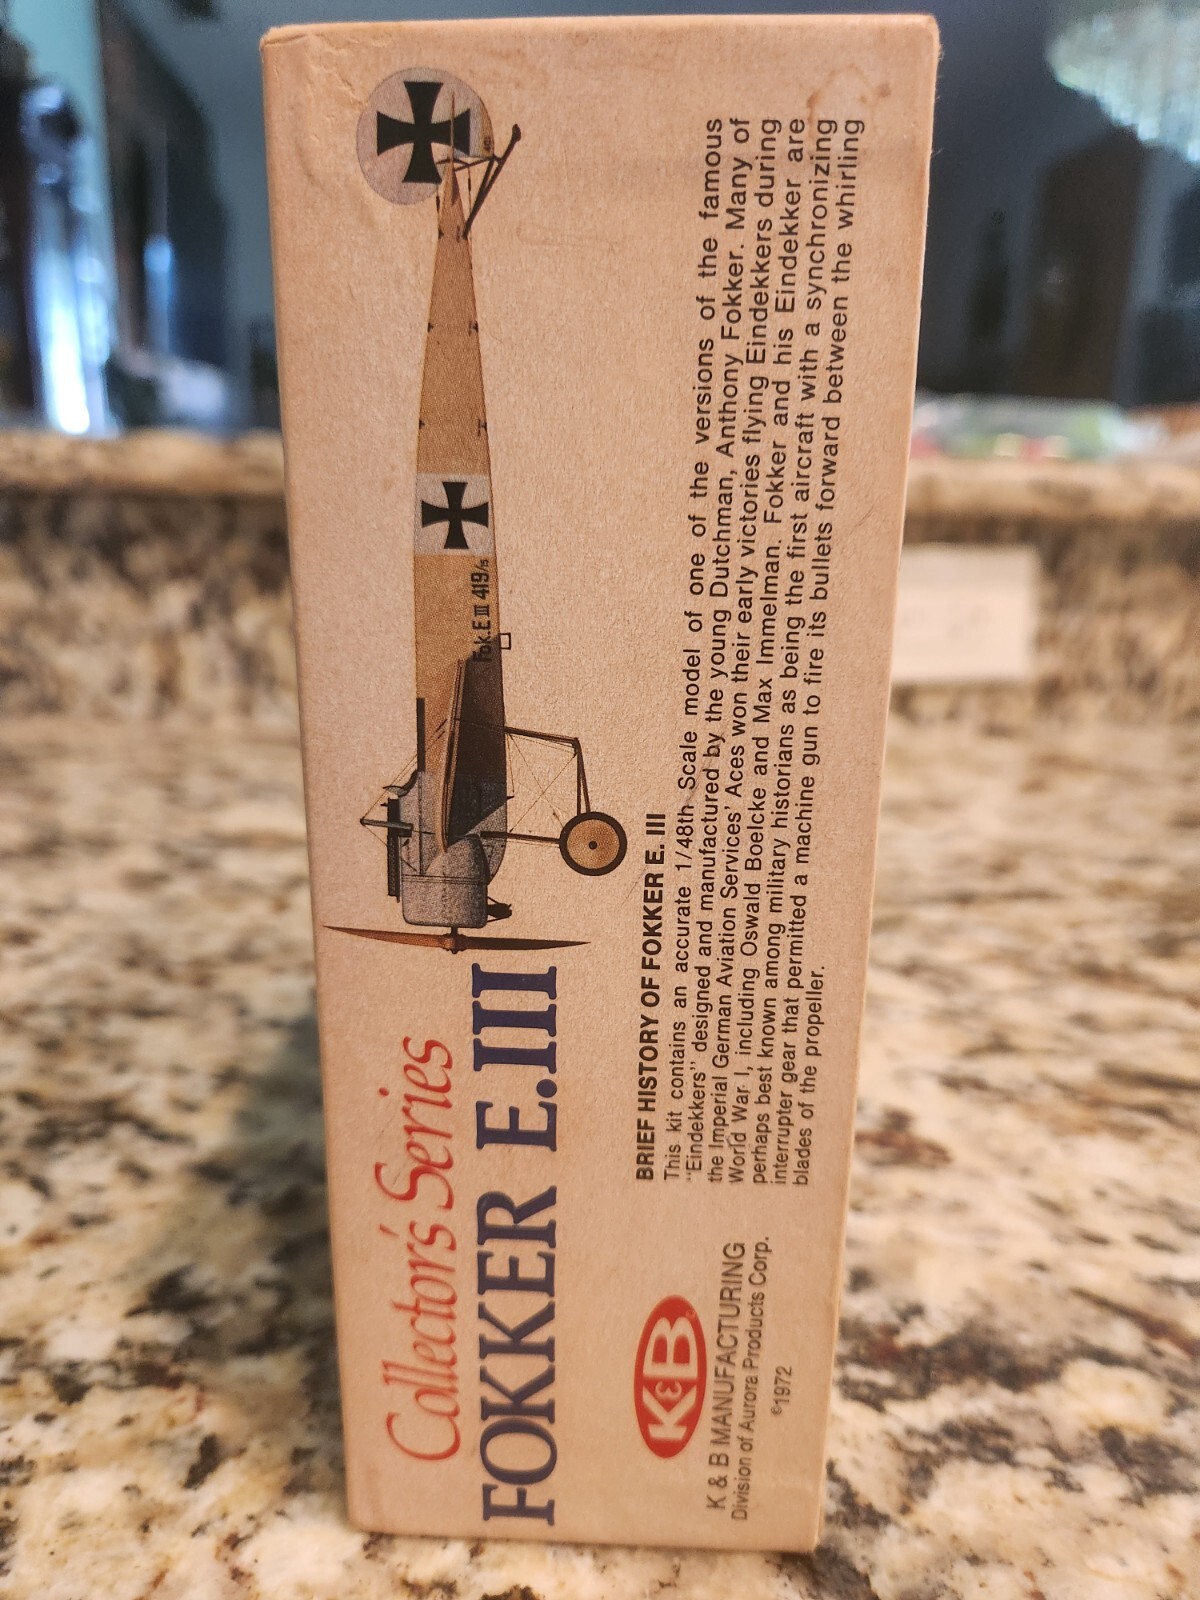 Collector's Series
FOKKER E.III
Fok.E III 419/15
BRIEF HISTORY OF FOKKER E. III
This kit contains an accurate 1/48th Scale model of one of the versions of the famous
"Eindekkers" designed and manufactured by the young Dutchman, Anthony Fokker. Many of
the Imperial German Aviation Services' Aces won their early victories flying Eindekkers during
World War I, including Oswald Boelcke and Max Immelman. Fokker and his Eindekker are
perhaps best known among military historians as being the first aircraft with a synchronizing
interrupter gear that permitted a machine gun to fire its bullets forward between the whirling
blades of the propeller.
K&B
K & B MANUFACTURING
Division of Aurora Products Corp.
©1972